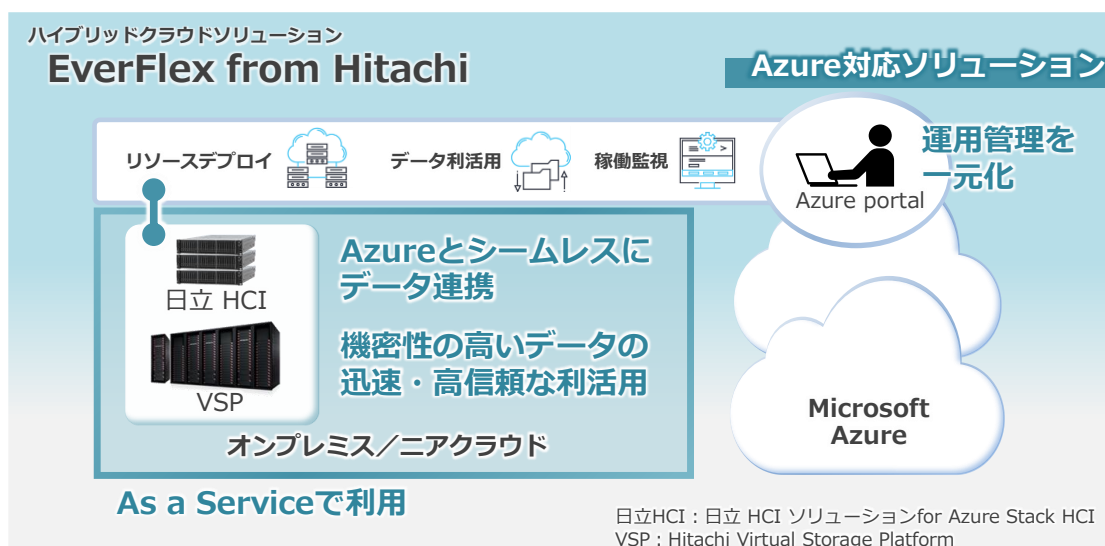 ハイブリッドクラウドソリューション
EverFlex from Hitachi
Azure対応ソリューション
リソースデプロイ
データ利活用
稼働監視
運用管理を
一元化
Azure portal
Azureとシームレスに
データ連携
日立 HCI
機密性の高いデータの
迅速・高信頼な利活用
VSP
オンプレミス／ニアクラウド
Microsoft
Azure
As a Serviceで利用
日立HCI：日立 HCI ソリューションfor Azure Stack HCI
VSP：Hitachi Virtual Storage Platform